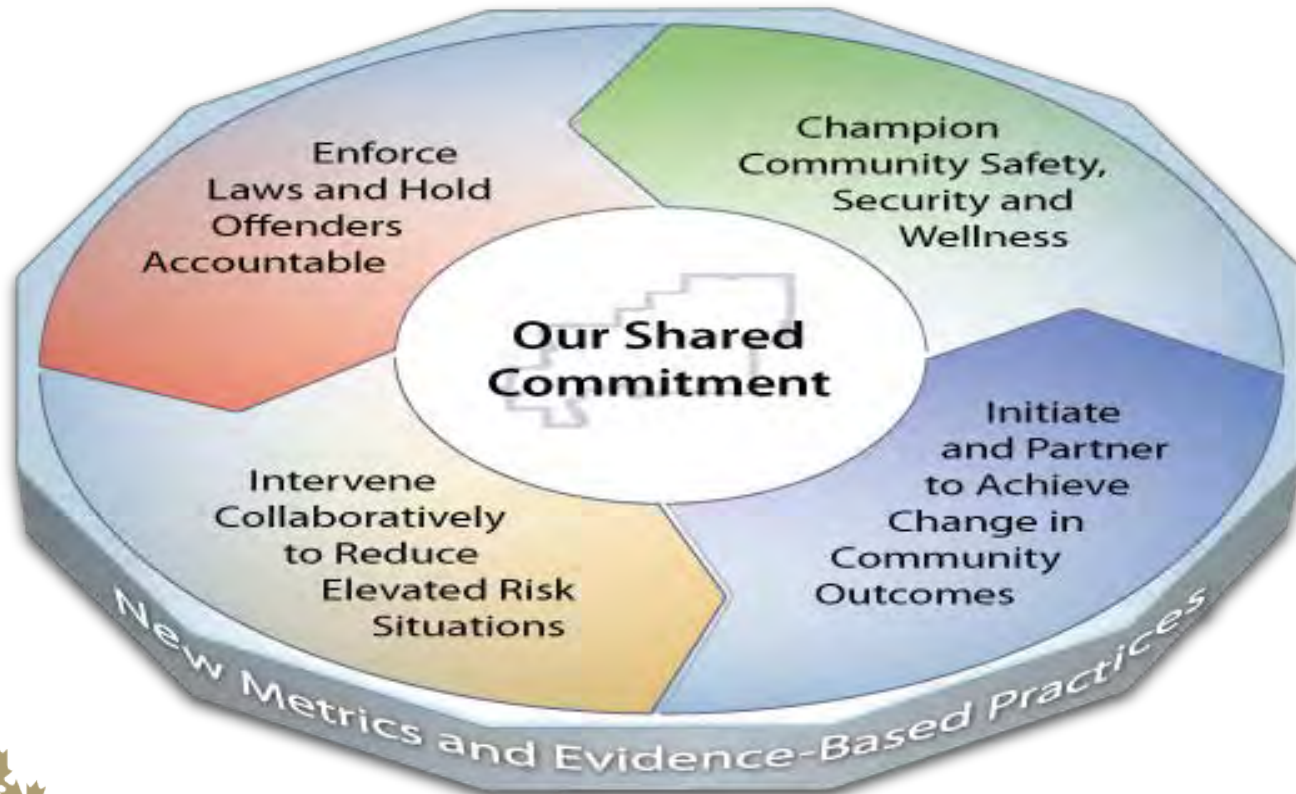 Enforce
Laws and Hold
Offenders
Accountable
Champion
Community Safety,
Security and
Wellness
Our Shared
Commitment
Intervene
Collaboratively
to Reduce
Elevated Risk
Situations
Initiate
and Partner
to Achieve
Change in
Community
Outcomes
New Metrics and Evidence-Based Practices